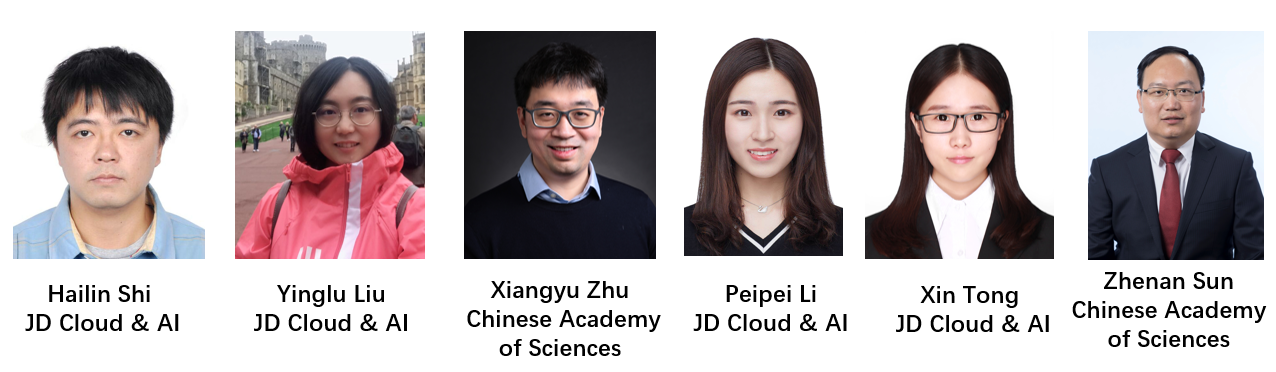 Hailin Shi
JD Cloud & AI
Yinglu Liu
JD Cloud & AI
Xiangyu Zhu
Chinese Academy
of Sciences
Peipei Li
JD Cloud & AI
Xin Tong
JD Cloud & AI
Zhenan Sun
Chinese Academy
of Sciences